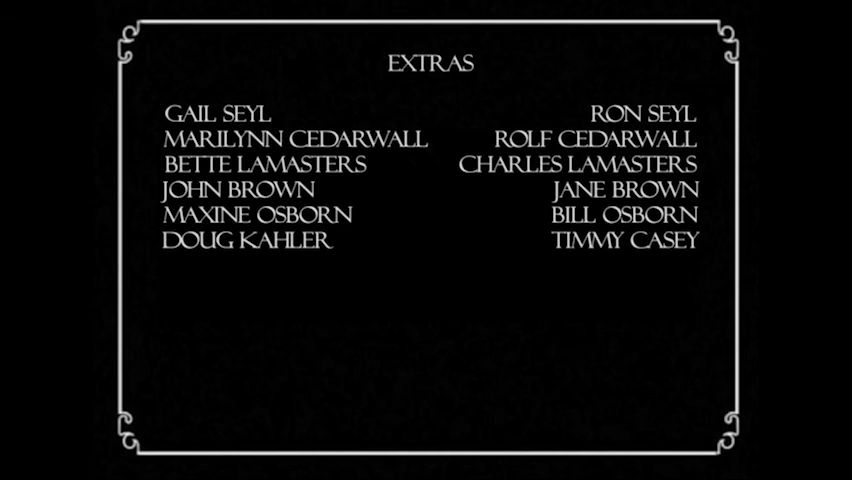 EXTRAS
GAIL SEYL RON SEYL
MARILYNN CEDARWALL ROLF CEDARWALL
BETTE LAMASTERS CHARLES LAMASTERS
JOHN BROWN JANE BROWN
MAXINE OSBORN BILL OSBORN
DOUG KAHLER TIMMY CASEY